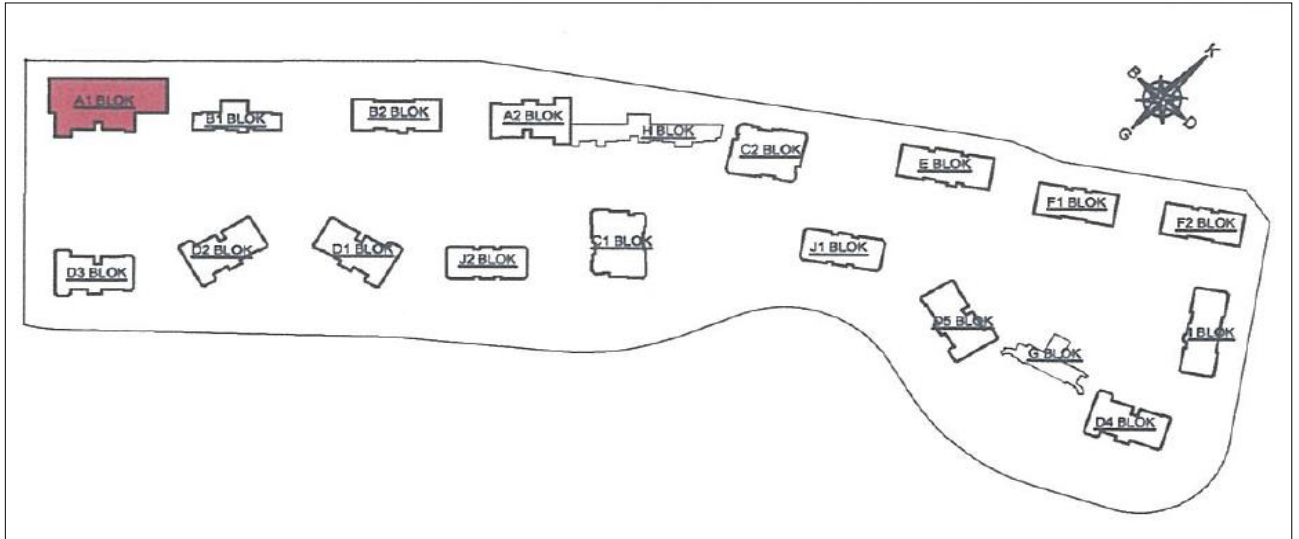 K
B
D
G
A1 BLOK
B1 BLOK
B2 BLOK
A2 BLOK
H BLOK
C2 BLOK
E BLOK
F1 BLOK
F2 BLOK
D3 BLOK
D2 BLOK
D1 BLOK
J2 BLOK
C1 BLOK
J1 BLOK
D5 BLOK
G BLOK
I BLOK
D4 BLOK